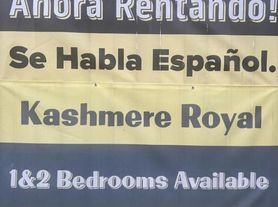 Ahora Rentando!
Se Habla Español.
Kashmere Royal
1&2 Bedrooms Available